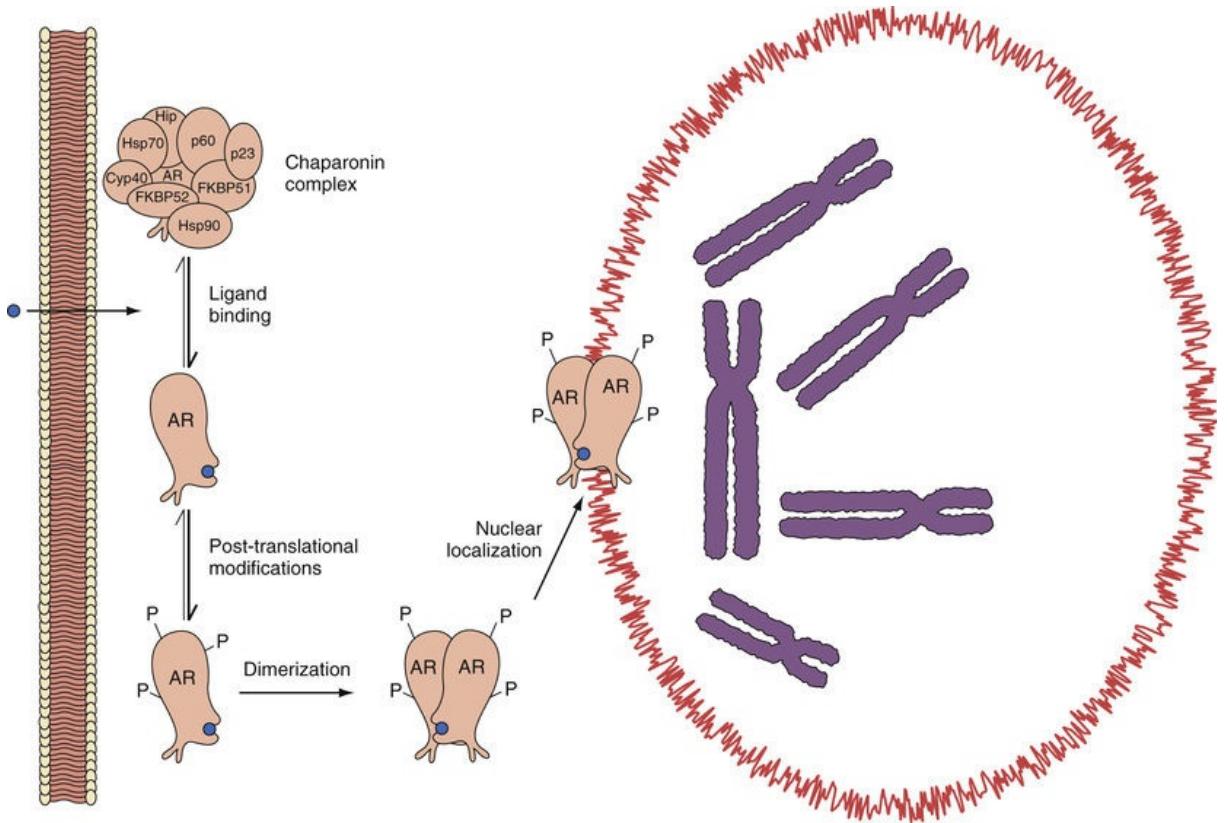 Hip
Hsp70
p60
p23
Cyp40
AR
FKBP51
FKBP52
Hsp90
Chaparonin
complex
Ligand
binding
AR
Post-translational
modifications
P
P
AR
P
Dimerization
P
P
AR
AR
P
P
Nuclear
localization
P
P
AR
AR
P
P